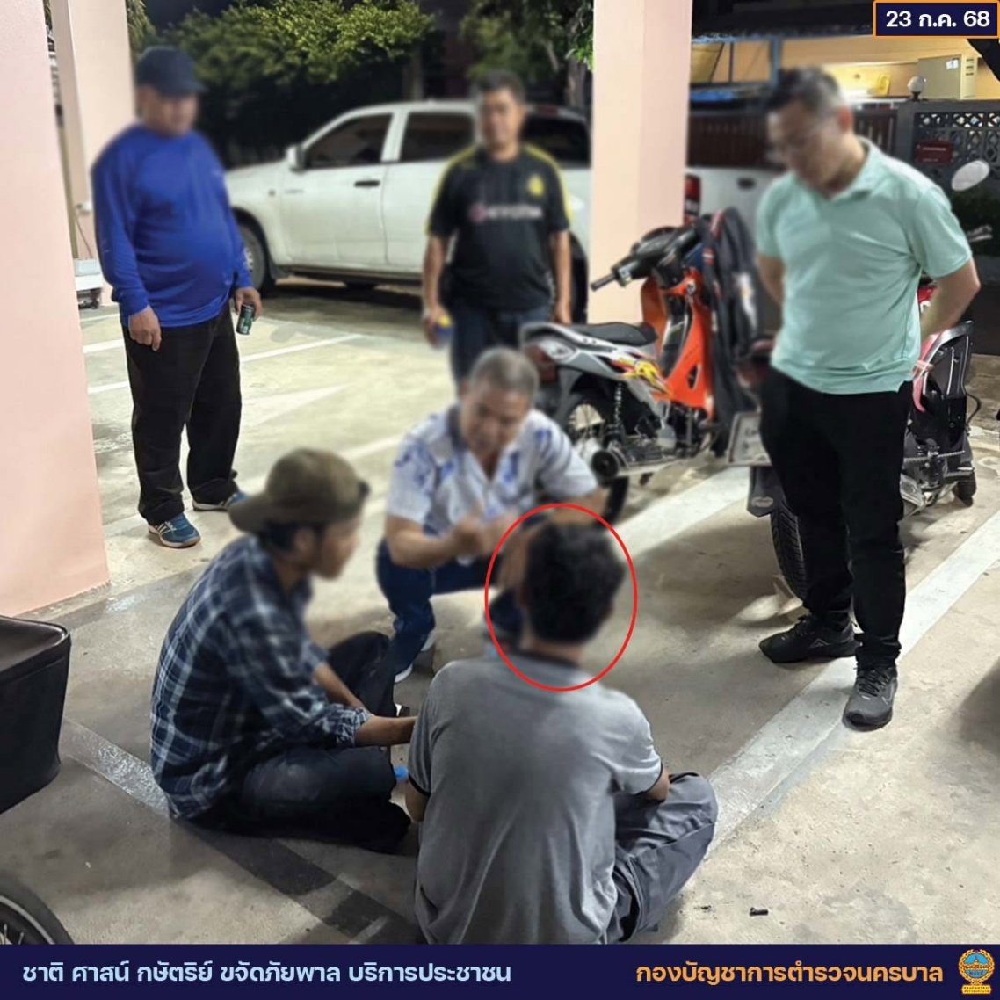 23 ก.ค. 68
ชาติ ศาสน์ กษัตริย์ ขจัดภัยพาล บริการประชาชน
กองบัญชาการตำรวจนครบาล